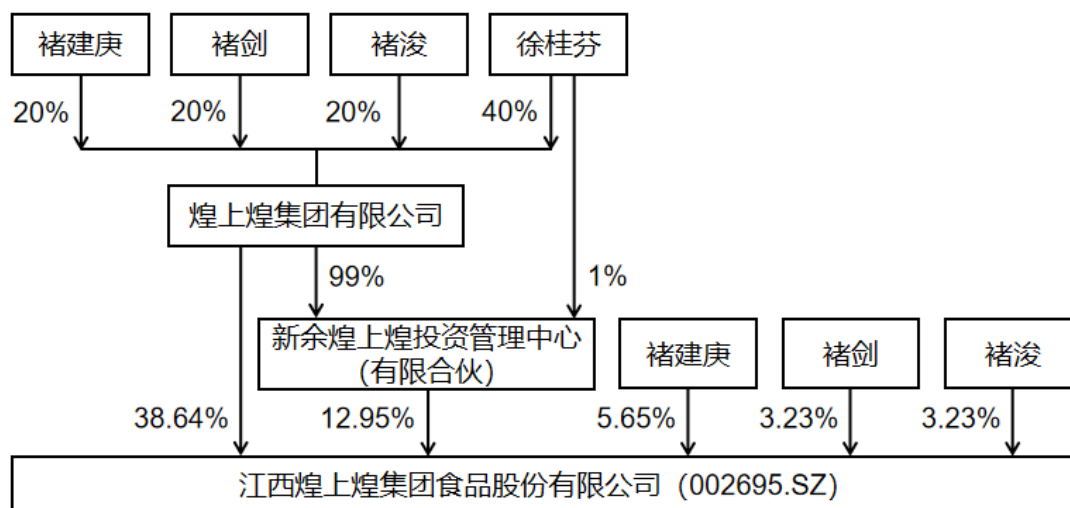 褚建庚
褚剑
褚浚
徐桂芬
20%
20%
20%
40%
煌上煌集团有限公司
99%
1%
新余煌上煌投资管理中心
（有限合伙）
褚建庚
褚剑
褚浚
38.64%
12.95%
5.65%
3.23%
3.23%
江西煌上煌集团食品股份有限公司（002695.SZ）